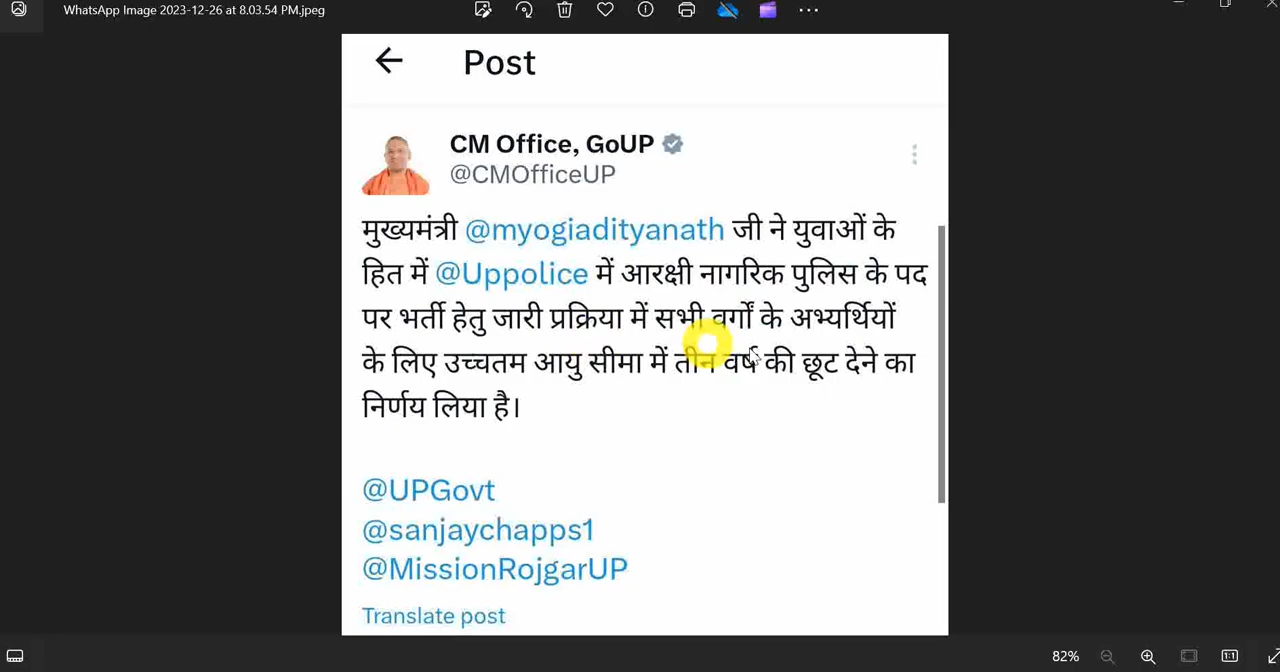 WhatsApp Image 2023-12-26 at 8.03.54 PM.jpeg
Post
CM Office, GoUP
@CMOfficeUP
मुख्यमंत्री @myogiadityanath जी ने युवाओं के
हित में @Uppolice में आरक्षी नागरिक पुलिस के पद
पर भर्ती हेतु जारी प्रक्रिया में सभी वर्गों के अभ्यर्थियों
के लिए उच्चतम आयु सीमा में तीन वर्ष की छूट देने का
निर्णय लिया है।
@UPGovt
@sanjaychapps1
@MissionRojgarUP
Translate post
82%
1:1